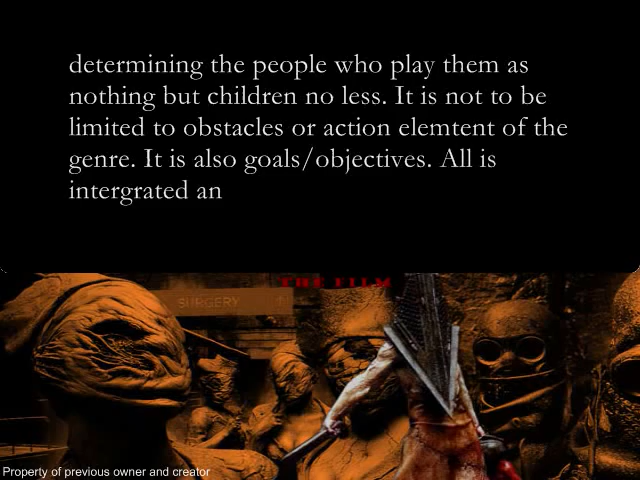 determining the people who play them as
nothing but children no less. It is not to be
limited to obstacles or action elemtent of the
genre. It is also goals/objectives. All is
intergrated an
THE FILM
SURGERY
Property of previous owner and creator